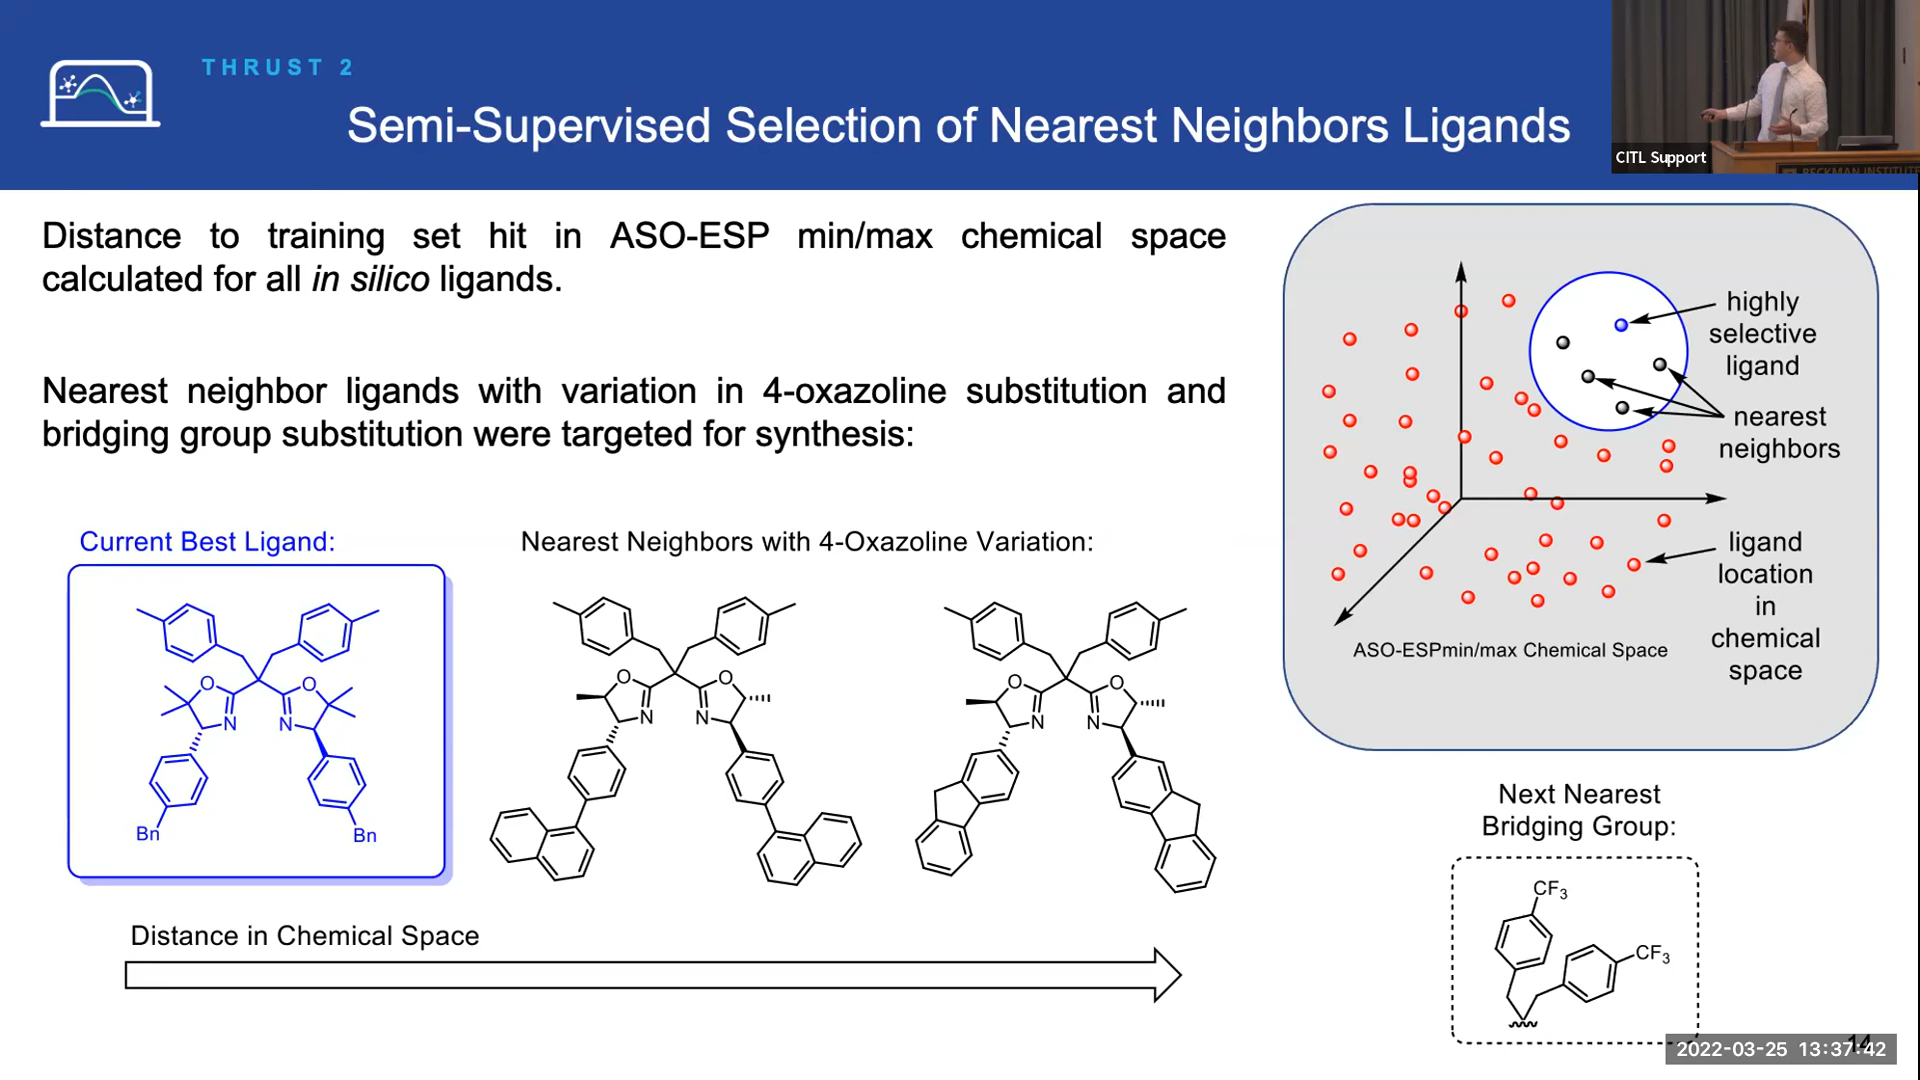 THRUST 2
Semi-Supervised Selection of Nearest Neighbors Ligands
CITL Support
BECKMAN INSTITUTE
Distance to training set hit in ASO-ESP min/max chemical space
calculated for all in silico ligands.
Nearest neighbor ligands with variation in 4-oxazoline substitution and
bridging group substitution were targeted for synthesis:
highly
selective
ligand
nearest
neighbors
ligand
location
in
chemical
space
ASO-ESPmin/max Chemical Space
Current Best Ligand:
O
O
N
N
Bn
Bn
Nearest Neighbors with 4-Oxazoline Variation:
O
O
N
N
O
O
N
N
Distance in Chemical Space
Next Nearest
Bridging Group:
CF3
CF3
14
2022-03-25 13:37:42